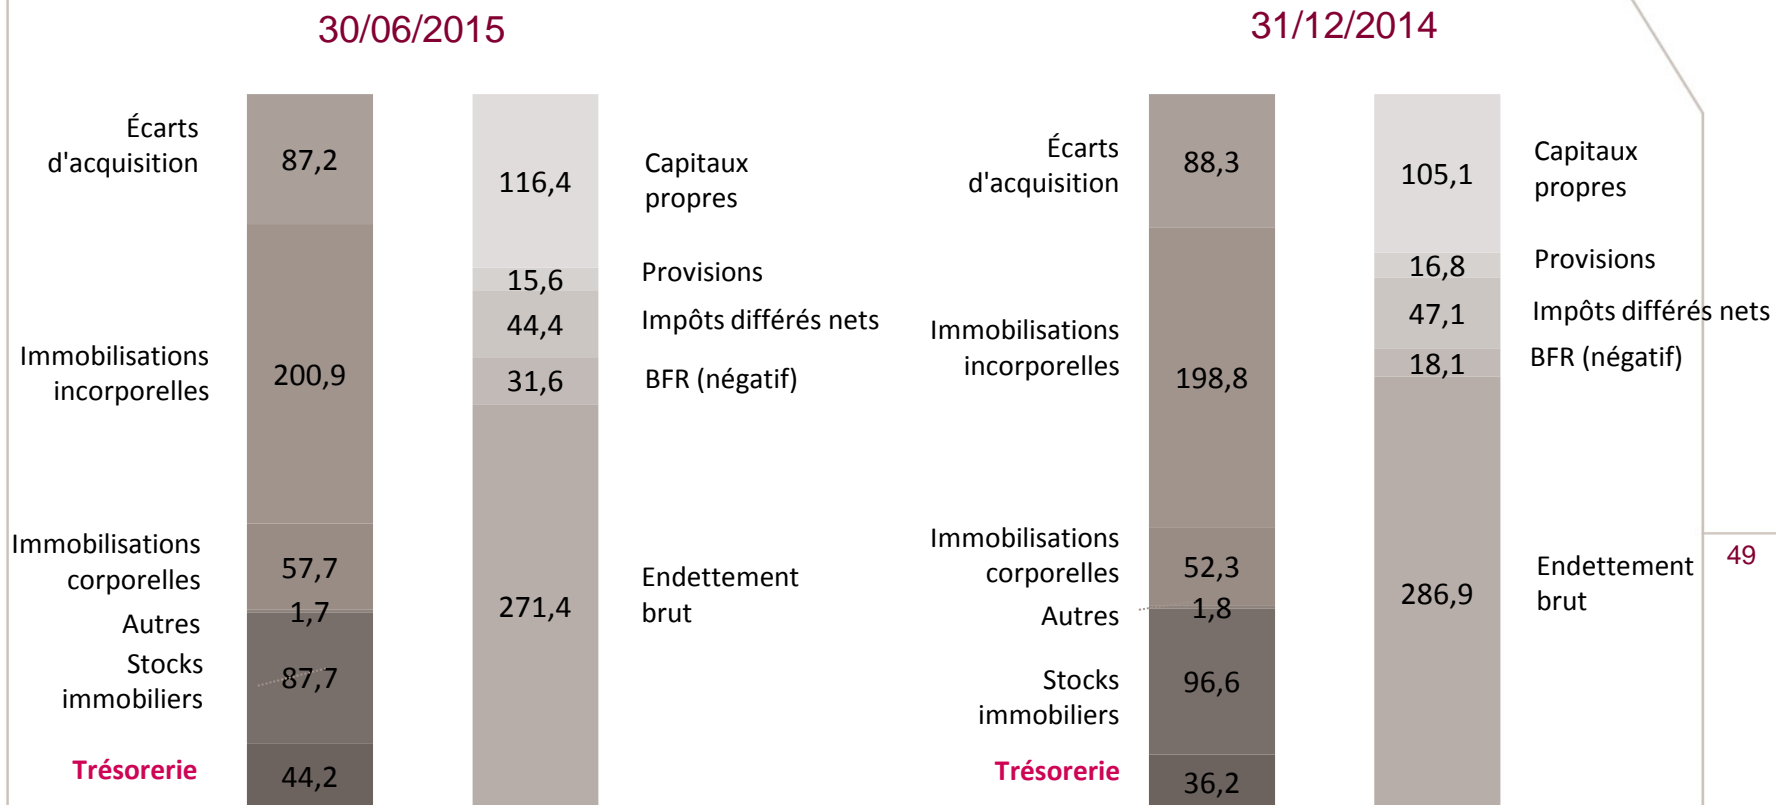 30/06/2015
Écarts
d'acquisition
87,2
Immobilisations
incorporelles
200,9
Immobilisations
corporelles
57,7
Autres
1,7
Stocks
immobiliers
87,7
Trésorerie
44,2
116,4
Capitaux
propres
15,6
Provisions
44,4
Impôts différés nets
31,6
BFR (négatif)
271,4
Endettement
brut
31/12/2014
Écarts
d'acquisition
88,3
Immobilisations
incorporelles
198,8
Immobilisations
corporelles
52,3
Autres
1,8
Stocks
immobiliers
96,6
Trésorerie
36,2
105,1
Capitaux
propres
16,8
Provisions
47,1
Impôts différés nets
18,1
BFR (négatif)
286,9
Endettement
brut
49